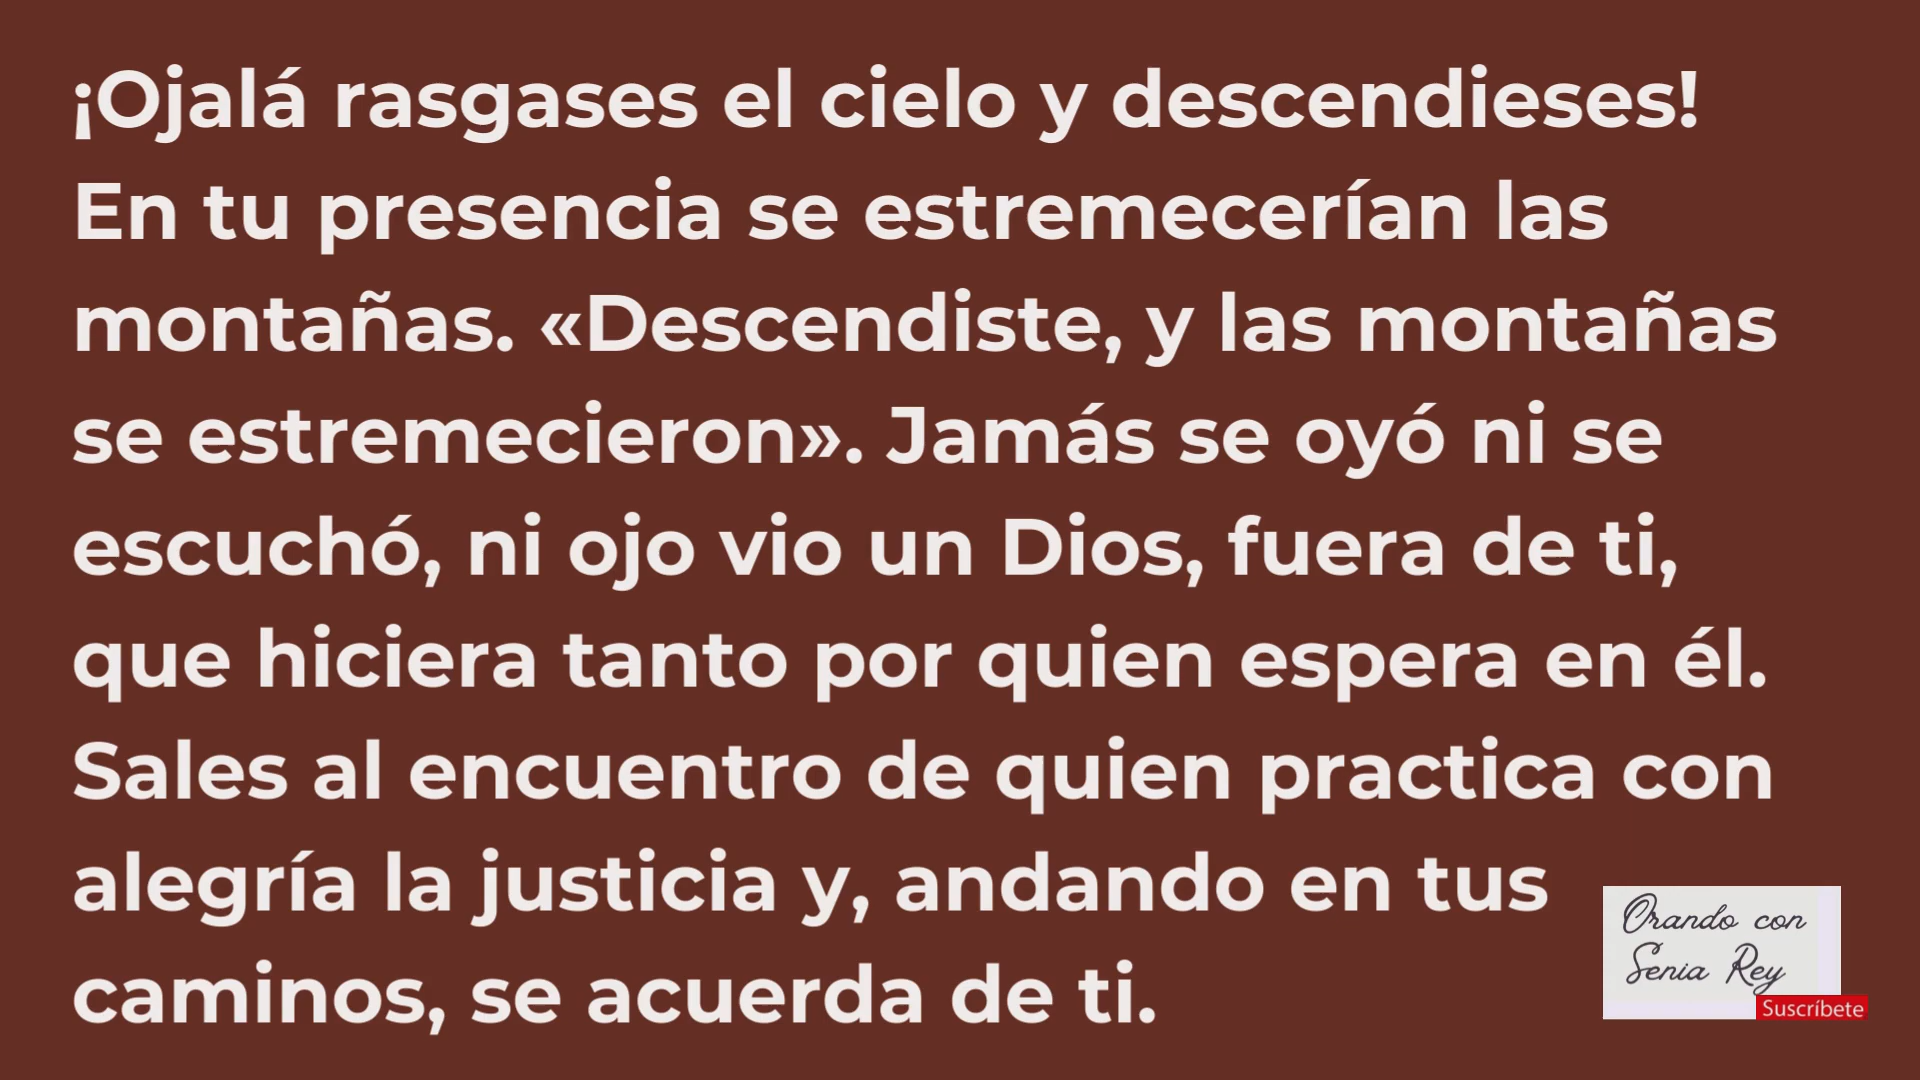 ¡Ojalá rasgases el cielo y descendieses!
En tu presencia se estremecerían las
montañas. «Descendiste, y las montañas
se estremecieron». Jamás se oyó ni se
escuchó, ni ojo vio un Dios, fuera de ti,
que hiciera tanto por quien espera en él.
Sales al encuentro de quien practica con
alegría la justicia y, andando en tus
caminos, se acuerda de ti.
Orando con
Senia Rey
Suscríbete